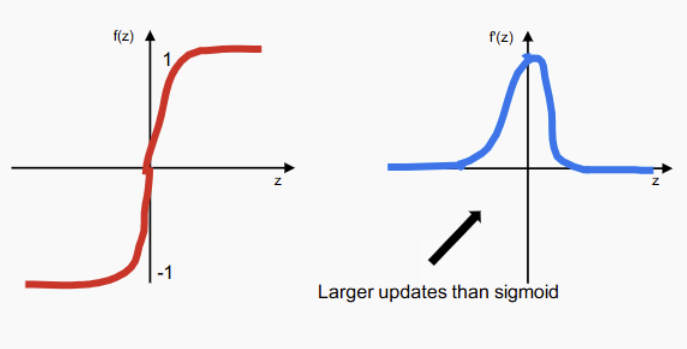 f(z)
1
z
-1
f'(z)
z
Larger updates than sigmoid